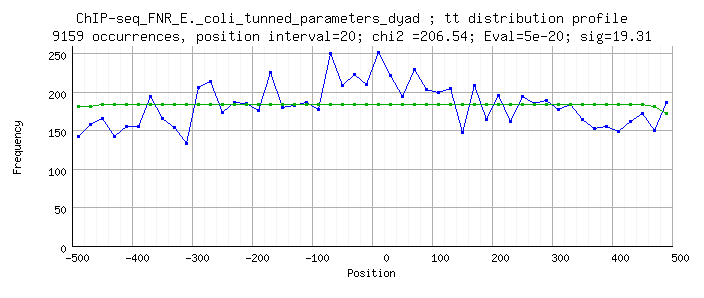 ChIP-seq_FNR_E._coli_tunned_parameters_dyad ; tt distribution profile
9159 occurrences, position interval=20; chi2 =206.54; Eval=5e-20; sig=19.31
250
200
150
100
50
0
Frequency
-500 -400 -300 -200 -100 0 100 200 300 400 500
Position